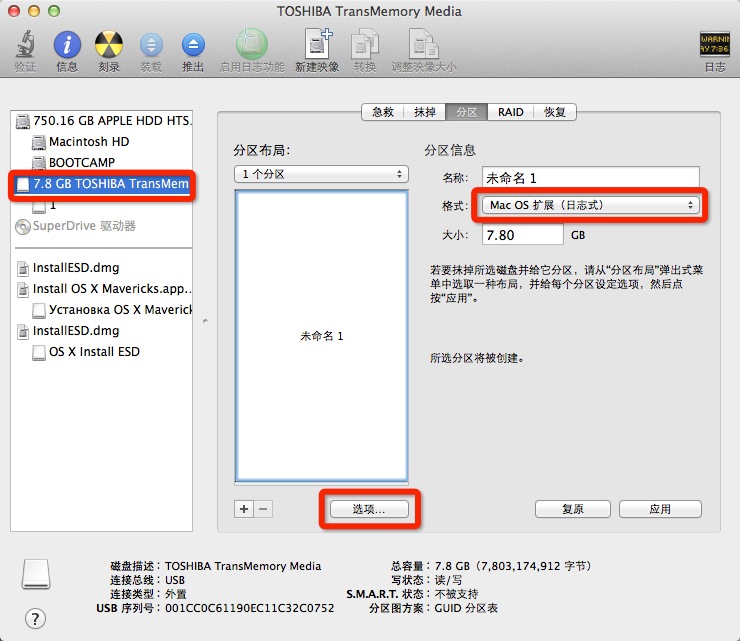 TOSHIBA TransMemory Media
验证 信息 刻录 装载 推出 启用日志功能 新建映像 转换 调整映像大小 日志
WARNIN
AY 7:36
急救 抹掉 分区 RAID 恢复
750.16 GB APPLE HDD HTS.
Macintosh HD
BOOTCAMP
7.8 GB TOSHIBA TransMem
1
SuperDrive 驱动器
InstallESD.dmg
Install OS X Mavericks.app..
Установка OS X Maverick
InstallESD.dmg
OS X Install ESD
分区布局：
1 个分区
未命名 1
+ −
选项...
分区信息
名称： 未命名 1
格式： Mac OS 扩展（日志式）
大小： 7.80 GB
若要抹掉所选磁盘并给它分区，请从“分区布局”弹出式菜
单中选取一种布局，并给每个分区设定选项，然后点
按“应用”。
所选分区将被创建。
复原 应用
磁盘描述：TOSHIBA TransMemory Media
连接总线：USB
连接类型：外置
USB 序列号：001CC0C61190EC11C32C0752
总容量：7.8 GB（7,803,174,912 字节）
写状态：读/写
S.M.A.R.T. 状态：不被支持
分区图方案：GUID 分区表
?